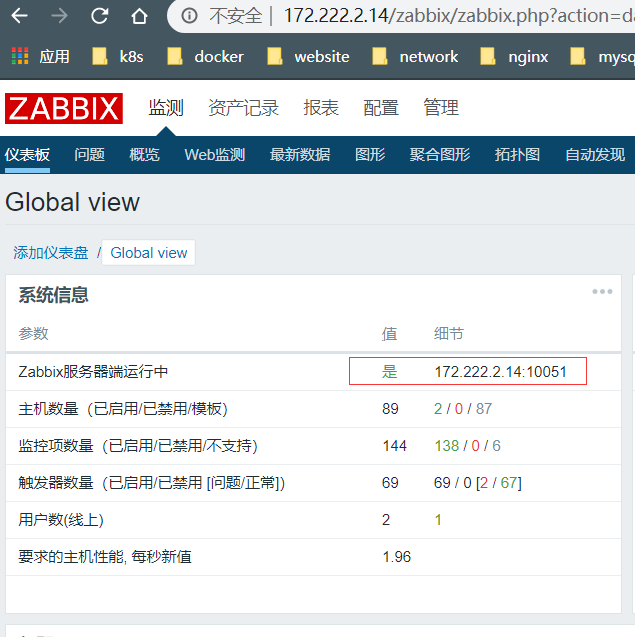 不安全 | 172.222.2.14/zabbix/zabbix.php?action=da
应用 k8s docker website network nginx mysq
ZABBIX 监测 资产记录 报表 配置 管理
仪表板 问题 概览 Web监测 最新数据 图形 聚合图形 拓扑图 自动发现
Global view
添加仪表盘 / Global view
系统信息
参数 值 细节
Zabbix服务器端运行中 是 172.222.2.14:10051
主机数量（已启用/已禁用/模板） 89 2 / 0 / 87
监控项数量（已启用/已禁用/不支持） 144 138 / 0 / 6
触发器数量（已启用/已禁用 [问题/正常]） 69 69 / 0 [2 / 67]
用户数(线上) 2 1
要求的主机性能, 每秒新值 1.96